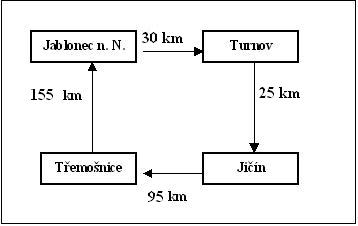 Jablonec n. N.
30 km
Turnov
155 km
25 km
Třemošnice
Jičín
95 km